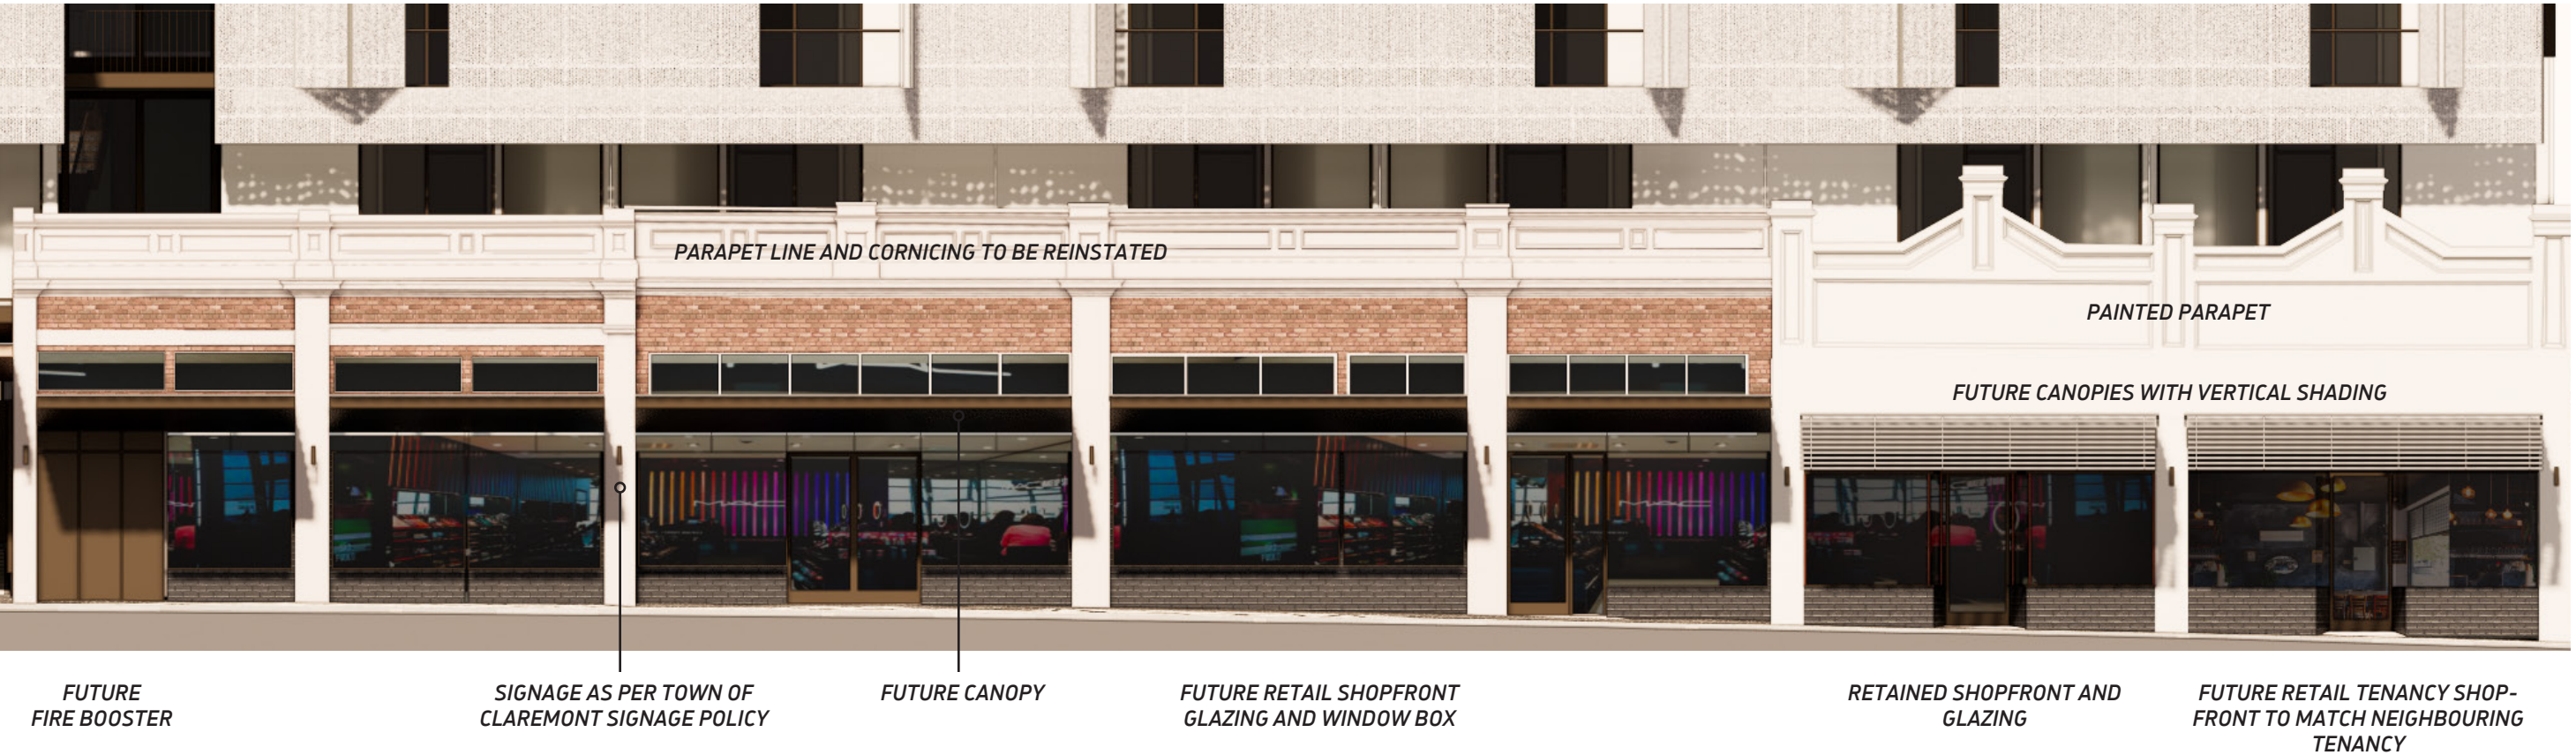 PARAPET LINE AND CORNICING TO BE REINSTATED
PAINTED PARAPET
FUTURE CANOPIES WITH VERTICAL SHADING
MAC
MAC
FUTURE
FIRE BOOSTER
SIGNAGE AS PER TOWN OF
CLAREMONT SIGNAGE POLICY
FUTURE CANOPY
FUTURE RETAIL SHOPFRONT
GLAZING AND WINDOW BOX
RETAINED SHOPFRONT AND
GLAZING
FUTURE RETAIL TENANCY SHOP-
FRONT TO MATCH NEIGHBOURING
TENANCY